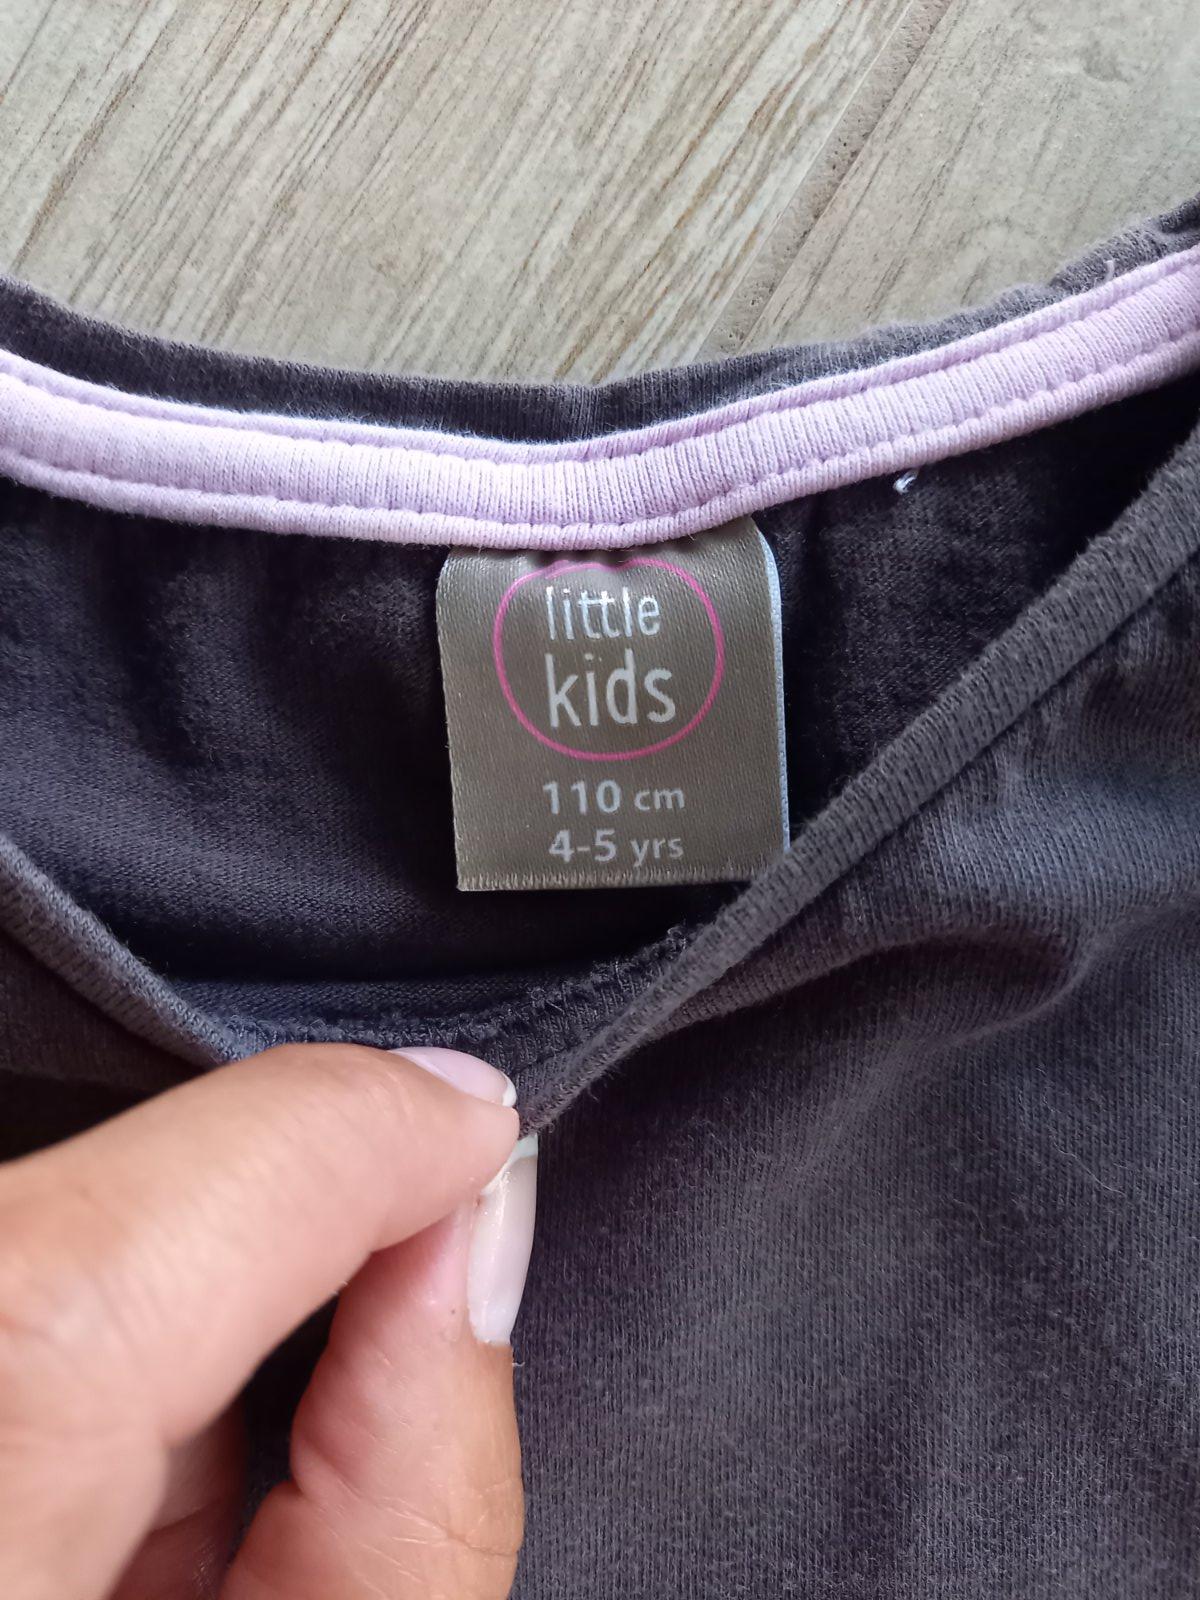 little
kids
110 cm
4-5 yrs